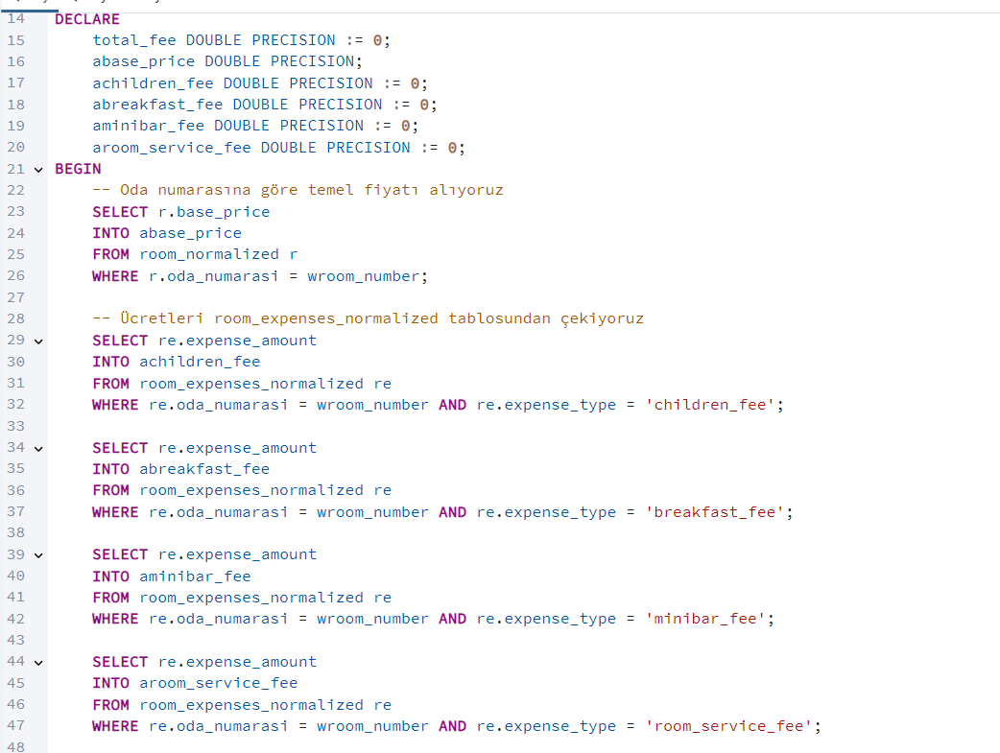 14 DECLARE
15 total_fee DOUBLE PRECISION := 0;
16 abase_price DOUBLE PRECISION;
17 achildren_fee DOUBLE PRECISION := 0;
18 abreakfast_fee DOUBLE PRECISION := 0;
19 aminibar_fee DOUBLE PRECISION := 0;
20 aroom_service_fee DOUBLE PRECISION := 0;
21 BEGIN
22 -- Oda numarasına göre temel fiyatı alıyoruz
23 SELECT r.base_price
24 INTO abase_price
25 FROM room_normalized r
26 WHERE r.oda_numarasi = wroom_number;
27
28 -- Ücretleri room_expenses_normalized tablosundan çekiyoruz
29 SELECT re.expense_amount
30 INTO achildren_fee
31 FROM room_expenses_normalized re
32 WHERE re.oda_numarasi = wroom_number AND re.expense_type = 'children_fee';
33
34 SELECT re.expense_amount
35 INTO abreakfast_fee
36 FROM room_expenses_normalized re
37 WHERE re.oda_numarasi = wroom_number AND re.expense_type = 'breakfast_fee';
38
39 SELECT re.expense_amount
40 INTO aminibar_fee
41 FROM room_expenses_normalized re
42 WHERE re.oda_numarasi = wroom_number AND re.expense_type = 'minibar_fee';
43
44 SELECT re.expense_amount
45 INTO aroom_service_fee
46 FROM room_expenses_normalized re
47 WHERE re.oda_numarasi = wroom_number AND re.expense_type = 'room_service_fee';
48